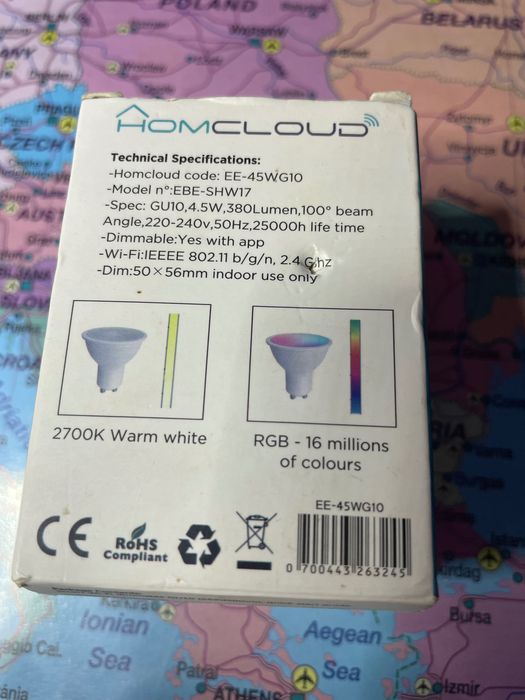 POLAND
BELARUS
HOMCLOUD
Technical Specifications:
-Homcloud code: EE-45WG10
-Model n°:EBE-SHW17
-Spec: GU10,4.5W,380Lumen,100° beam
Angle,220-240v,50Hz,25000h life time
-Dimmable:Yes with app
-Wi-Fi:IEEEE 802.11 b/g/n, 2.4 Ghz
-Dim:50×56mm indoor use only
2700K Warm white
RGB - 16 millions
of colours
EE-45WG10
CE
RoHS
Compliant
0 700443 263245
Burgas
Ionian
Sea
Aegean
Sea
Bursa
ATHENS
Izmir